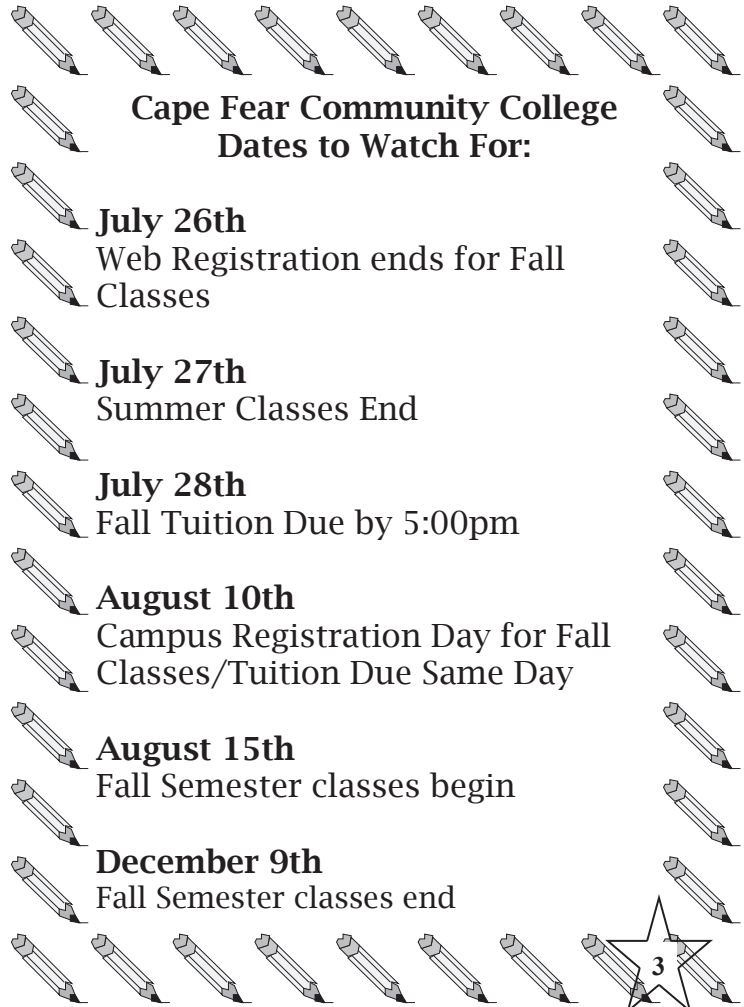 Cape Fear Community College
Dates to Watch For:
July 26th
Web Registration ends for Fall
Classes
July 27th
Summer Classes End
July 28th
Fall Tuition Due by 5:00pm
August 10th
Campus Registration Day for Fall
Classes/Tuition Due Same Day
August 15th
Fall Semester classes begin
December 9th
Fall Semester classes end
3